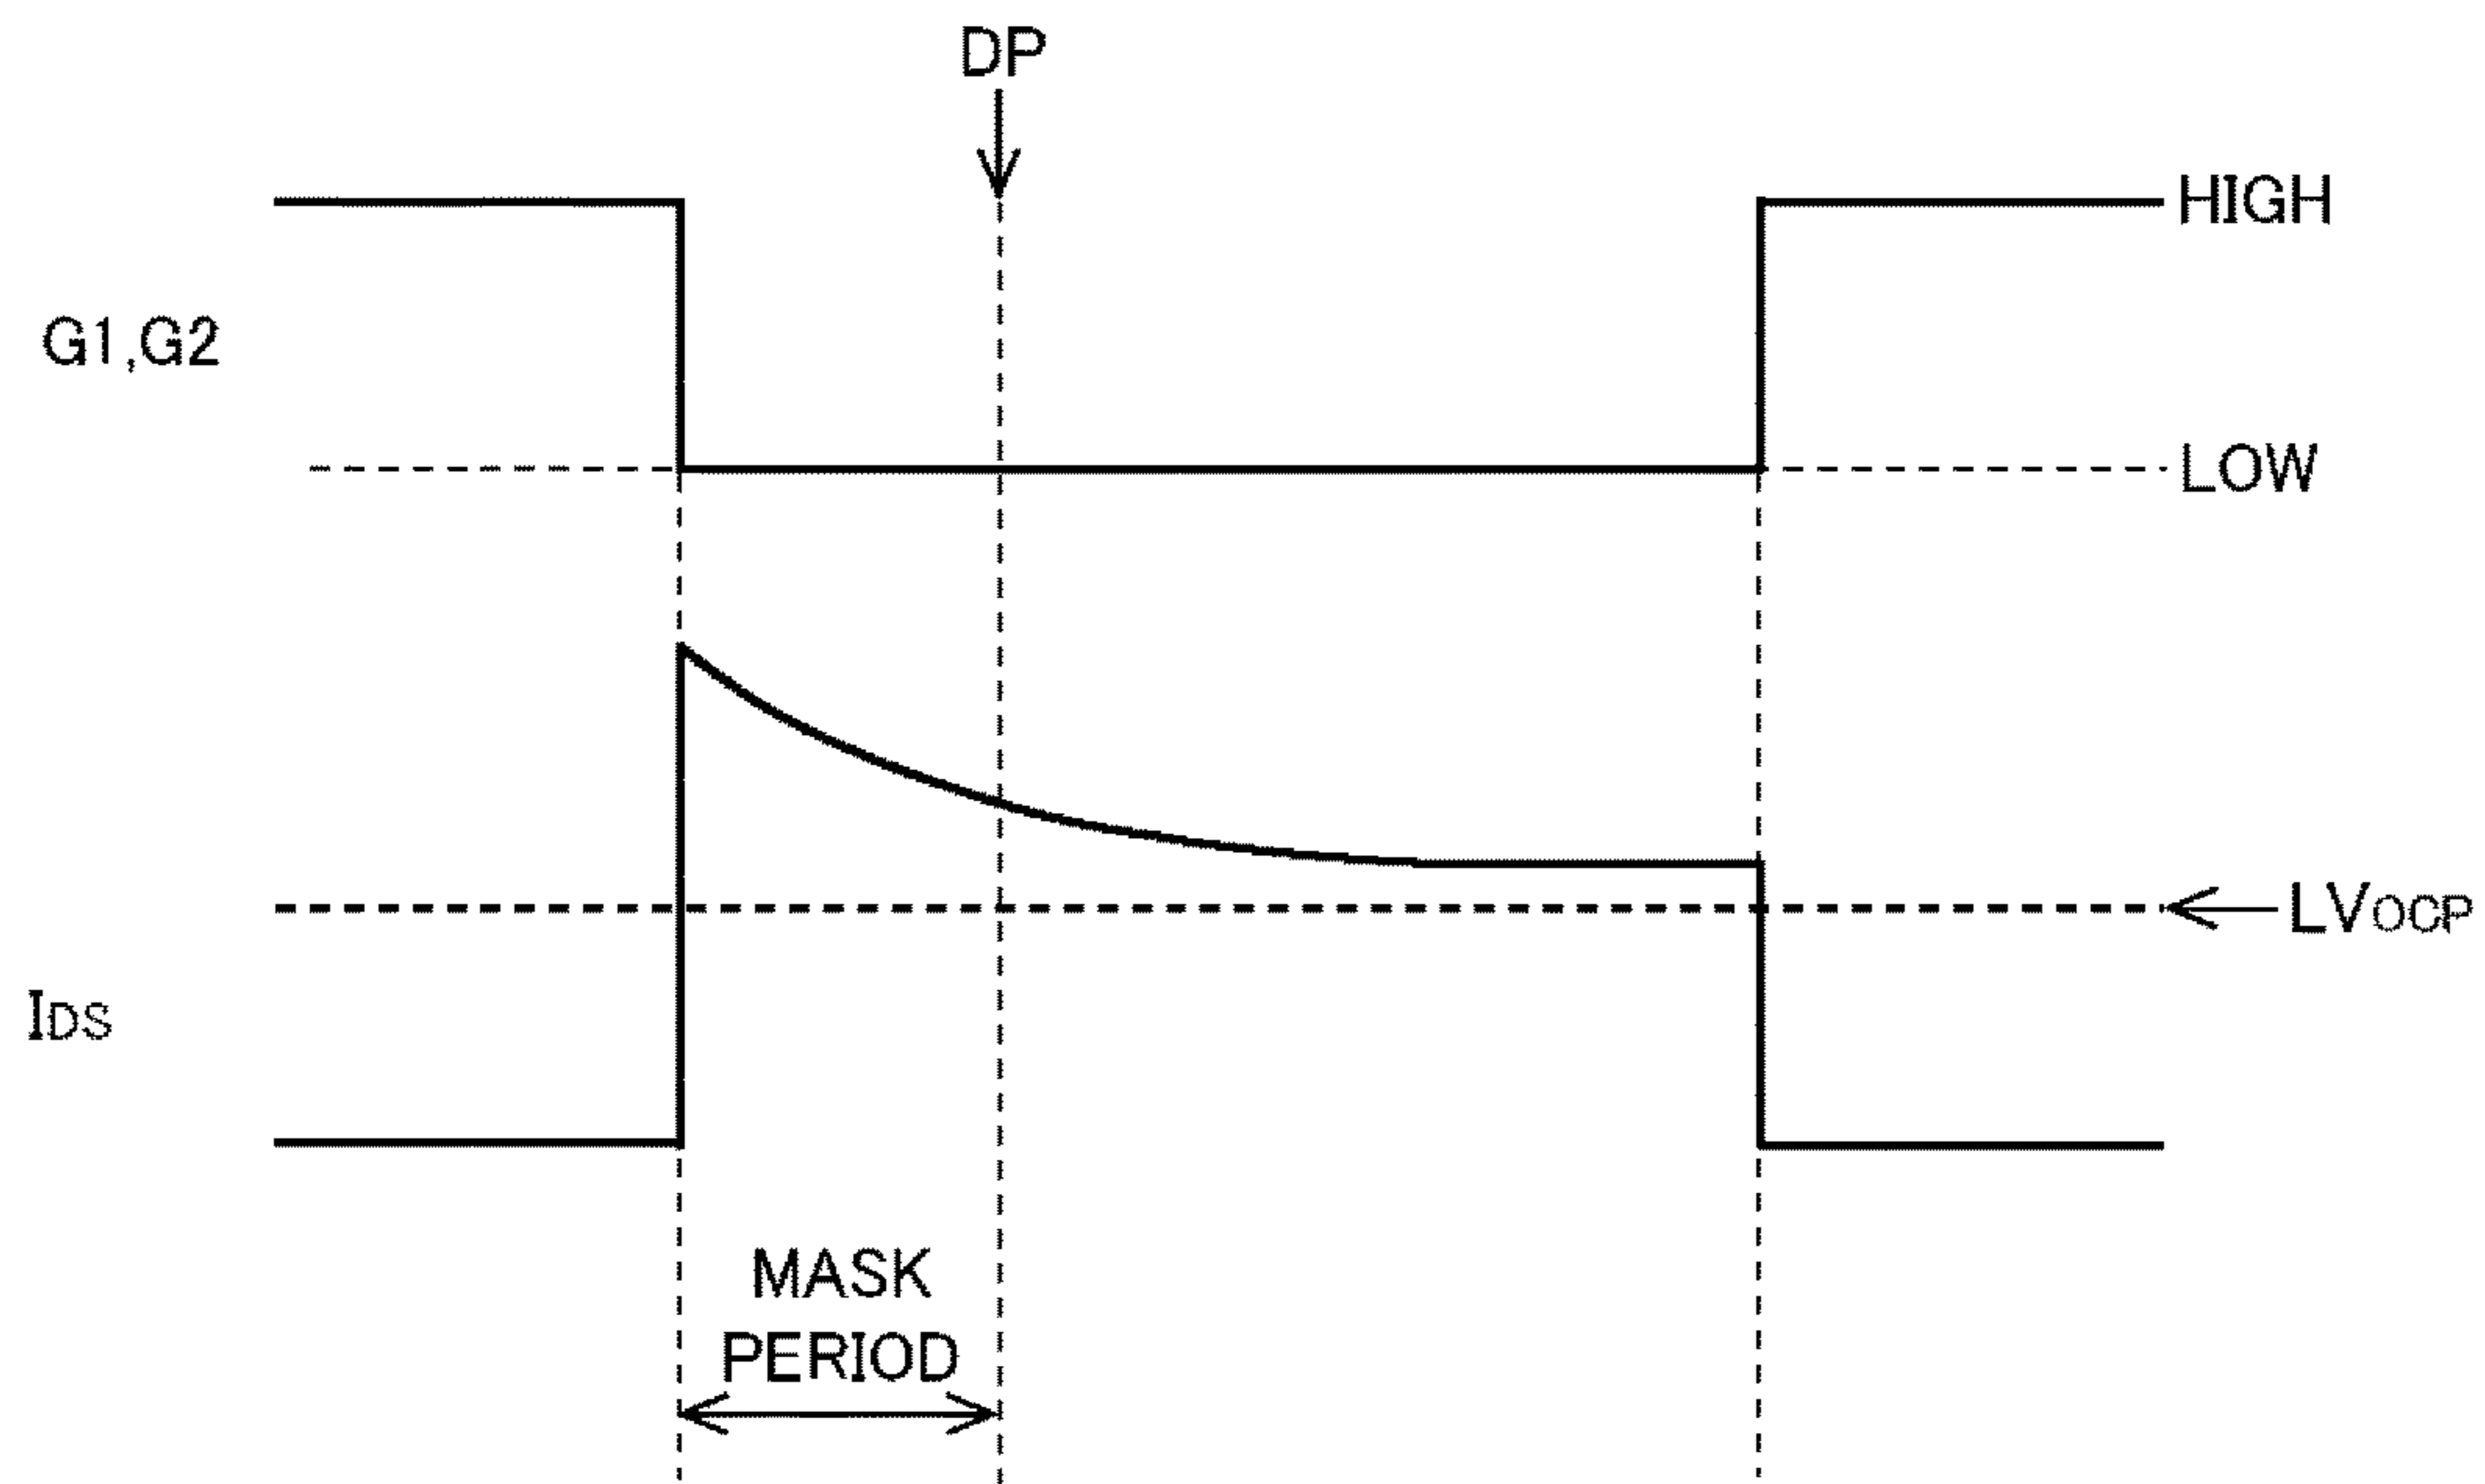 DP
HIGH
G1,G2
LOW
LVOCP
IDS
MASK
PERIOD